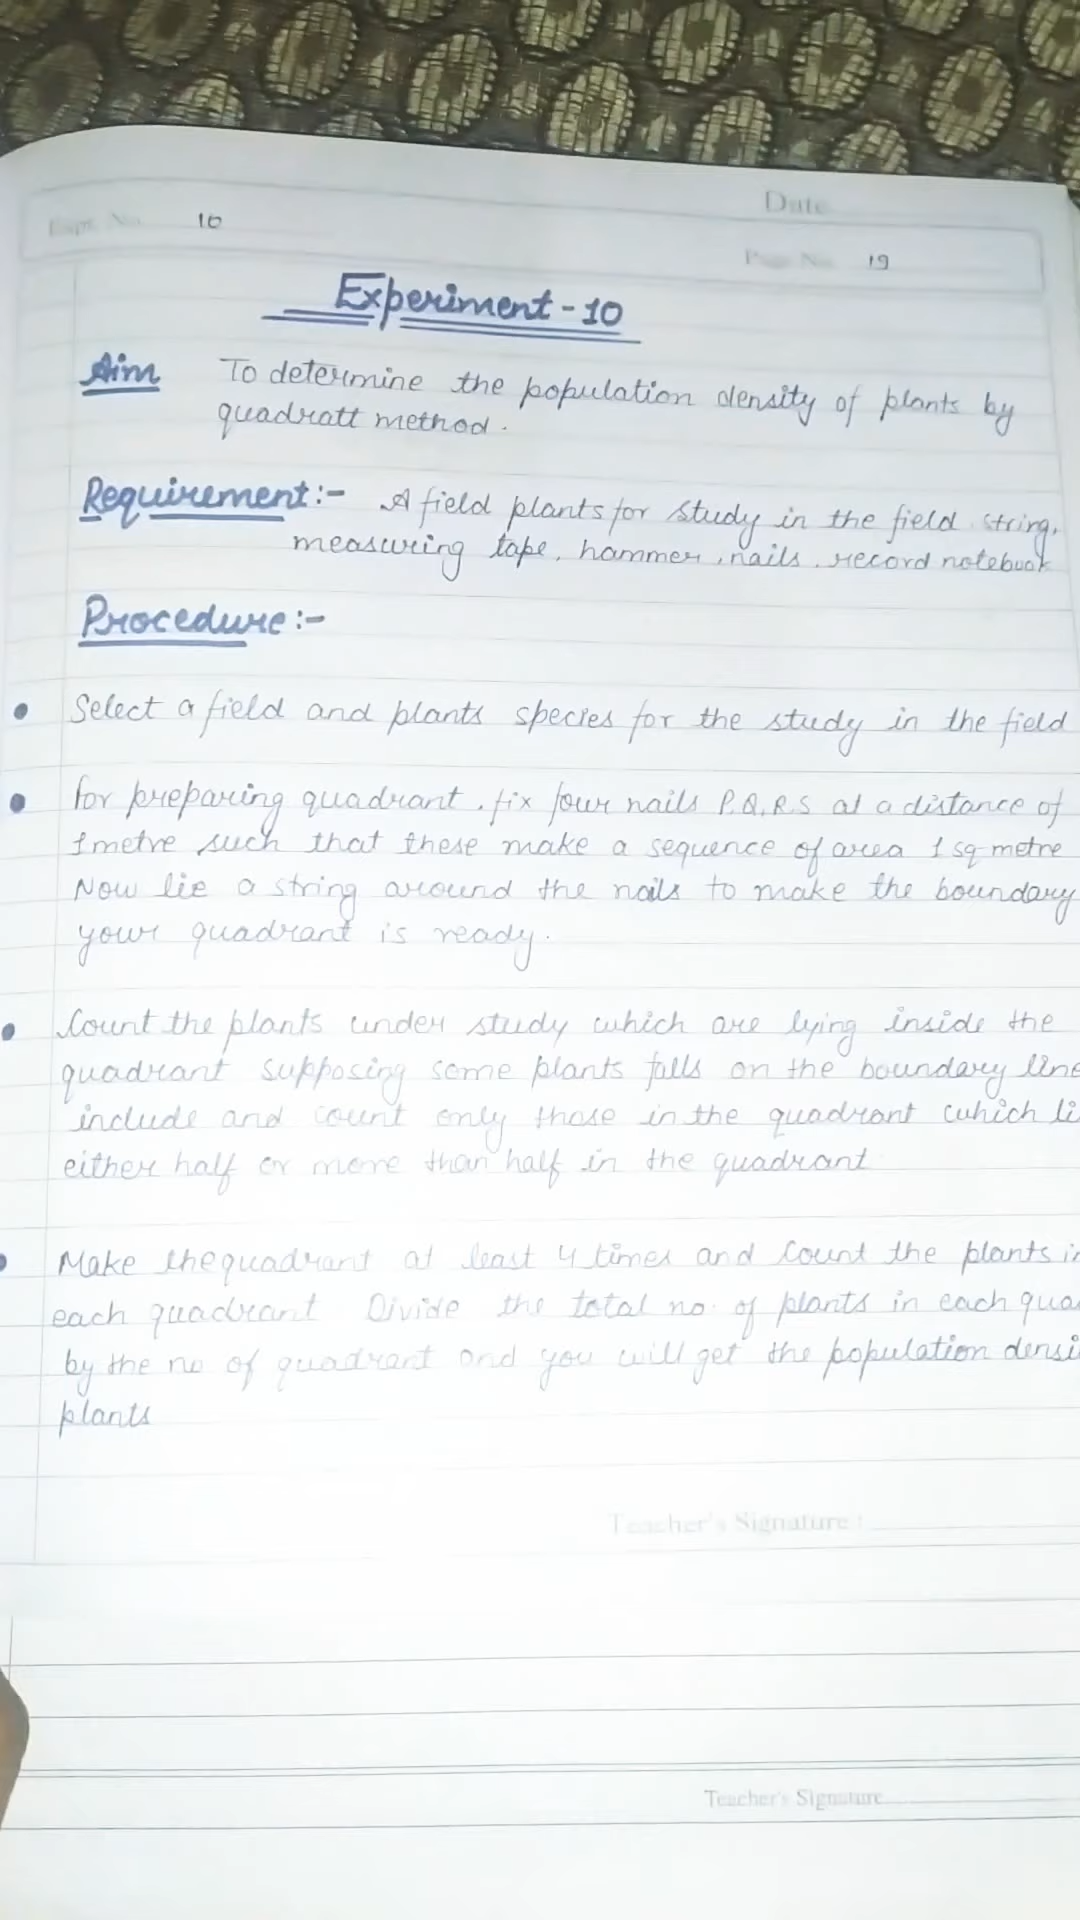 Date
Expt. No. 10
Page No. 19
Experiment - 10
Aim To determine the population density of plants by
quadratt method.
Requirement:- A field plants for study in the field string,
measuring tape, hammer, nails, record notebook
Procedure:-
• Select a field and plants species for the study in the field
• for preparing quadrant, fix four nails P,Q,R,S at a distance of
1metre such that these make a sequence of area 1 sq metre
Now lie a string around the nails to make the boundary
your quadrant is ready.
• Count the plants under study which are lying inside the
quadrant supposing some plants falls on the boundary line
include and count only those in the quadrant which li
either half or more than half in the quadrant
• Make the quadrant at least 4 times and count the plants in
each quadrant Divide the total no. of plants in each qua
by the no of quadrant and you will get the population densi
plants
Teacher's Signature :
Teacher's Signature